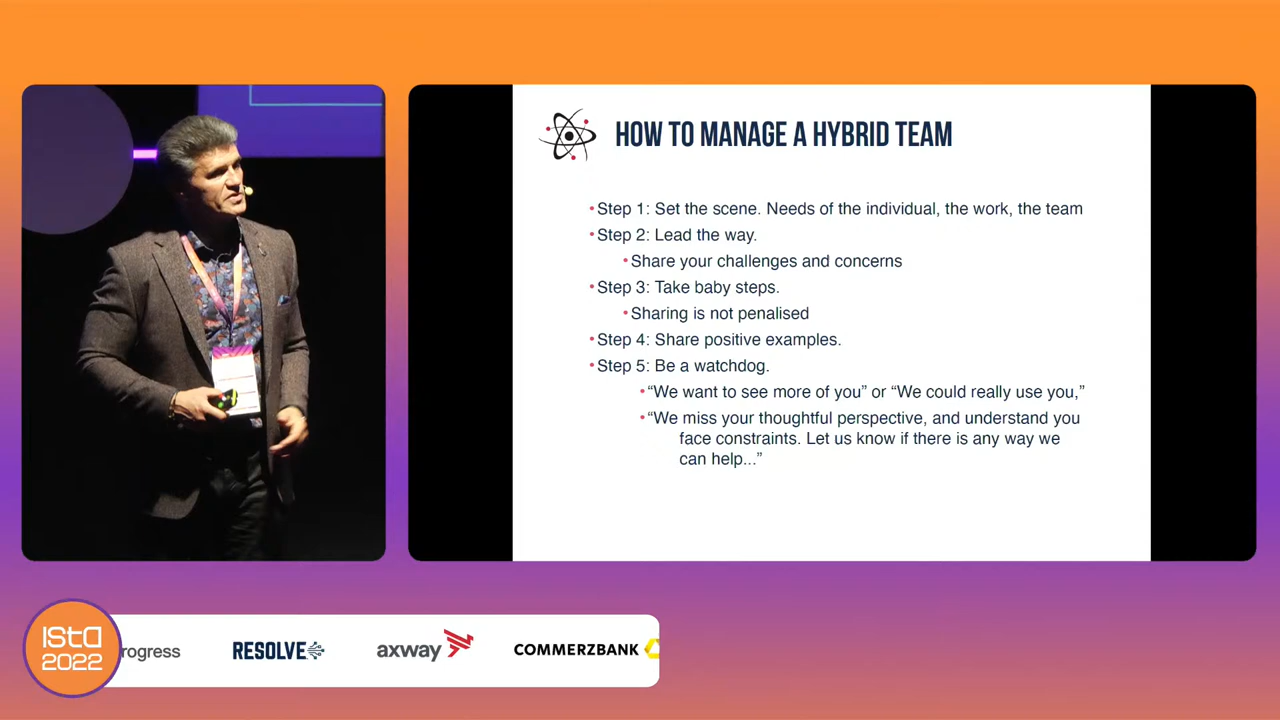 HOW TO MANAGE A HYBRID TEAM
•Step 1: Set the scene. Needs of the individual, the work, the team
•Step 2: Lead the way.
•Share your challenges and concerns
•Step 3: Take baby steps.
•Sharing is not penalised
•Step 4: Share positive examples.
•Step 5: Be a watchdog.
•“We want to see more of you” or “We could really use you,”
•“We miss your thoughtful perspective, and understand you
face constraints. Let us know if there is any way we
can help...”
ista
2022
rogress
RESOLVE
axway
COMMERZBANK